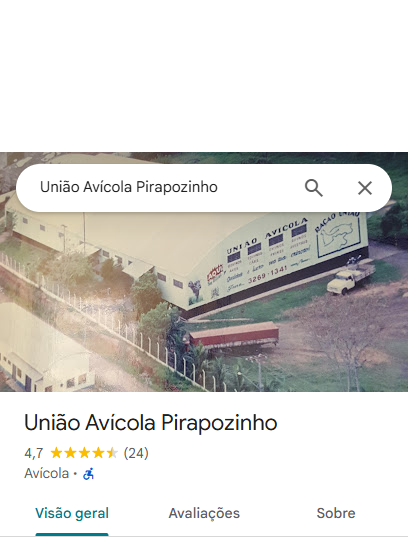 União Avícola Pirapozinho
UNIÃO AVÍCOLA
RAÇÃO UNIÃO
3269-1341
União Avícola Pirapozinho
4,7 (24)
Avícola ·
Visão geral
Avaliações
Sobre